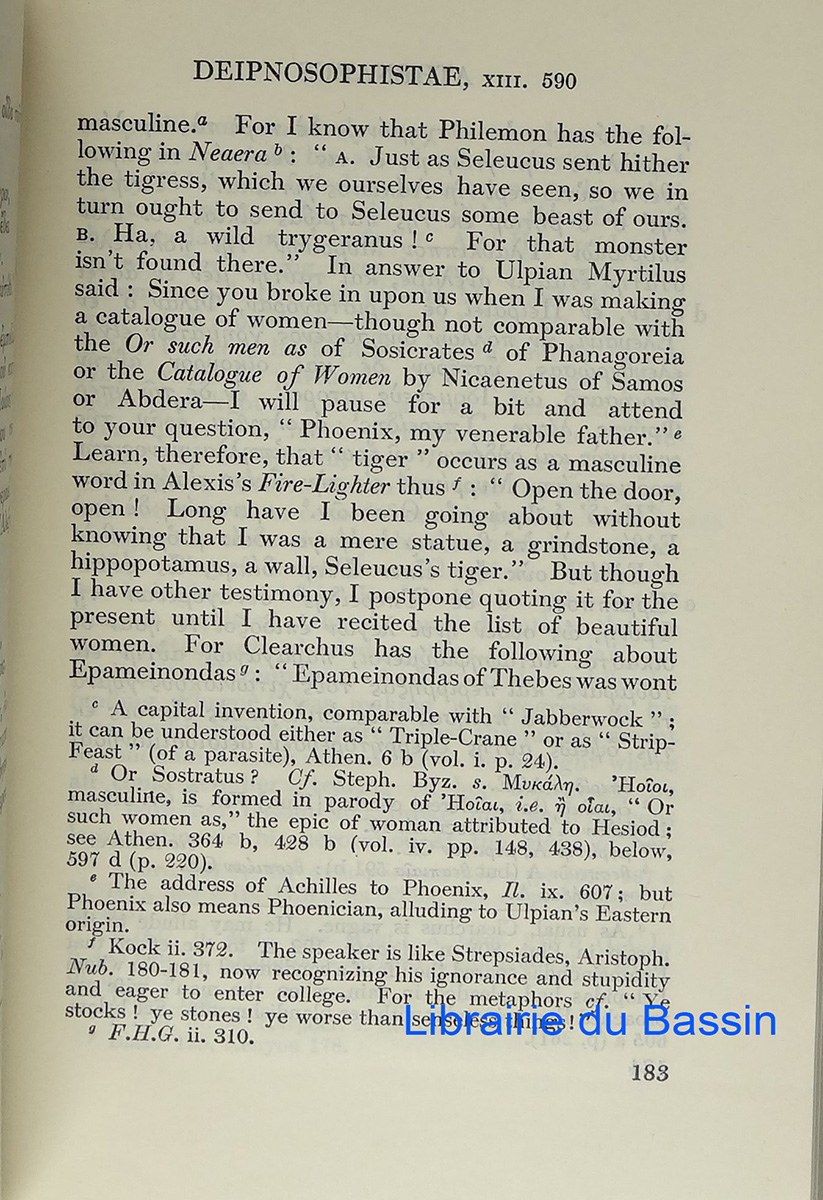 DEIPNOSOPHISTAE, XIII. 590
masculine.ᵃ For I know that Philemon has the fol-
lowing in Neaera ᵇ : “ A. Just as Seleucus sent hither
the tigress, which we ourselves have seen, so we in
turn ought to send to Seleucus some beast of ours.
B. Ha, a wild trygeranus ! ᶜ For that monster
isn’t found there.” In answer to Ulpian Myrtilus
said : Since you broke in upon us when I was making
a catalogue of women—though not comparable with
the Or such men as of Sosicrates ᵈ of Phanagoreia
or the Catalogue of Women by Nicaenetus of Samos
or Abdera—I will pause for a bit and attend
to your question, “ Phoenix, my venerable father.” ᵉ
Learn, therefore, that “ tiger ” occurs as a masculine
word in Alexis’s Fire-Lighter thus ᶠ : “ Open the door,
open ! Long have I been going about without
knowing that I was a mere statue, a grindstone, a
hippopotamus, a wall, Seleucus’s tiger.” But though
I have other testimony, I postpone quoting it for the
present until I have recited the list of beautiful
women. For Clearchus has the following about
Epameinondas ᵍ : “ Epameinondas of Thebes was wont
ᶜ A capital invention, comparable with “ Jabberwock ” ;
it can be understood either as “ Triple-Crane ” or as “ Strip-
Feast ” (of a parasite), Athen. 6 b (vol. i. p. 24).
ᵈ Or Sostratus ? Cf. Steph. Byz. s. Μυκάλη. Ἠοῖοι,
masculine, is formed in parody of Ἠοῖαι, i.e. ἢ οἷαι, “ Or
such women as,” the epic of woman attributed to Hesiod ;
see Athen. 364 b, 428 b (vol. iv. pp. 148, 438), below,
597 d (p. 220).
ᵉ The address of Achilles to Phoenix, Il. ix. 607 ; but
Phoenix also means Phoenician, alluding to Ulpian’s Eastern
origin.
ᶠ Kock ii. 372. The speaker is like Strepsiades, Aristoph.
Nub. 180-181, now recognizing his ignorance and stupidity
and eager to enter college. For the metaphors cf. “ Ye
stocks ! ye stones ! ye worse than senseless things ! ”
ᵍ F.H.G. ii. 310.
Librairie du Bassin
183